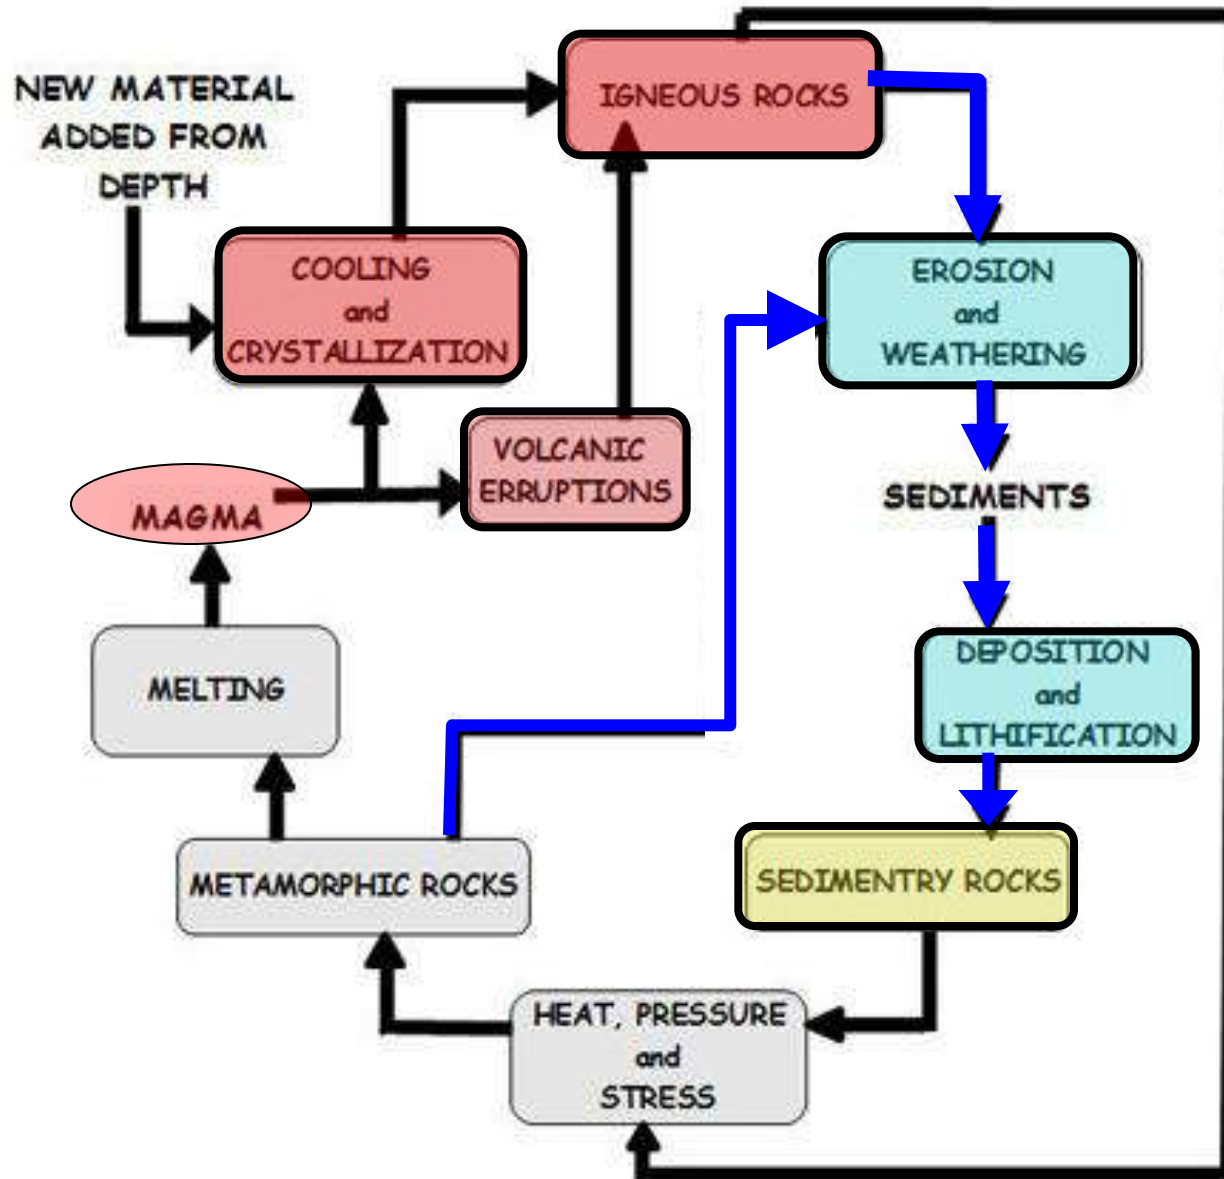 IGNEOUS ROCKS
NEW MATERIAL
ADDED FROM
DEPTH
COOLING
and
CRYSTALLIZATION
EROSION
and
WEATHERING
VOLCANIC
ERRUPTIONS
MAGMA
SEDIMENTS
MELTING
DEPOSITION
and
LITHIFICATION
METAMORPHIC ROCKS
SEDIMENTRY ROCKS
HEAT, PRESSURE
and
STRESS